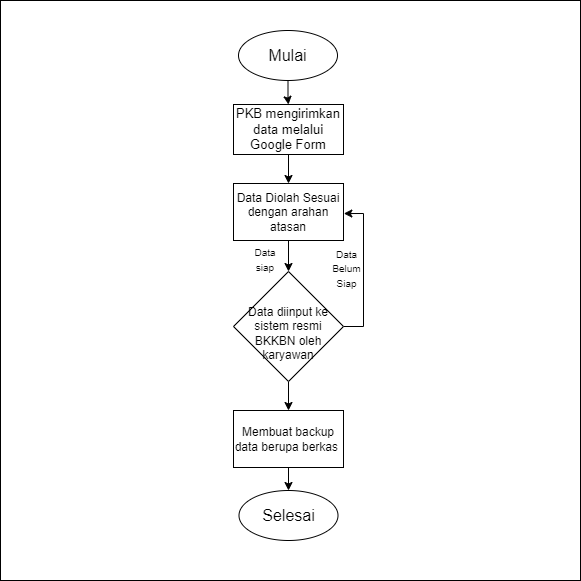 Mulai
PKB mengirimkan
data melalui
Google Form
Data Diolah Sesuai
dengan arahan
atasan
Data
siap
Data
Belum
Siap
Data diinput ke
sistem resmi
BKKBN oleh
karyawan
Membuat backup
data berupa berkas
Selesai